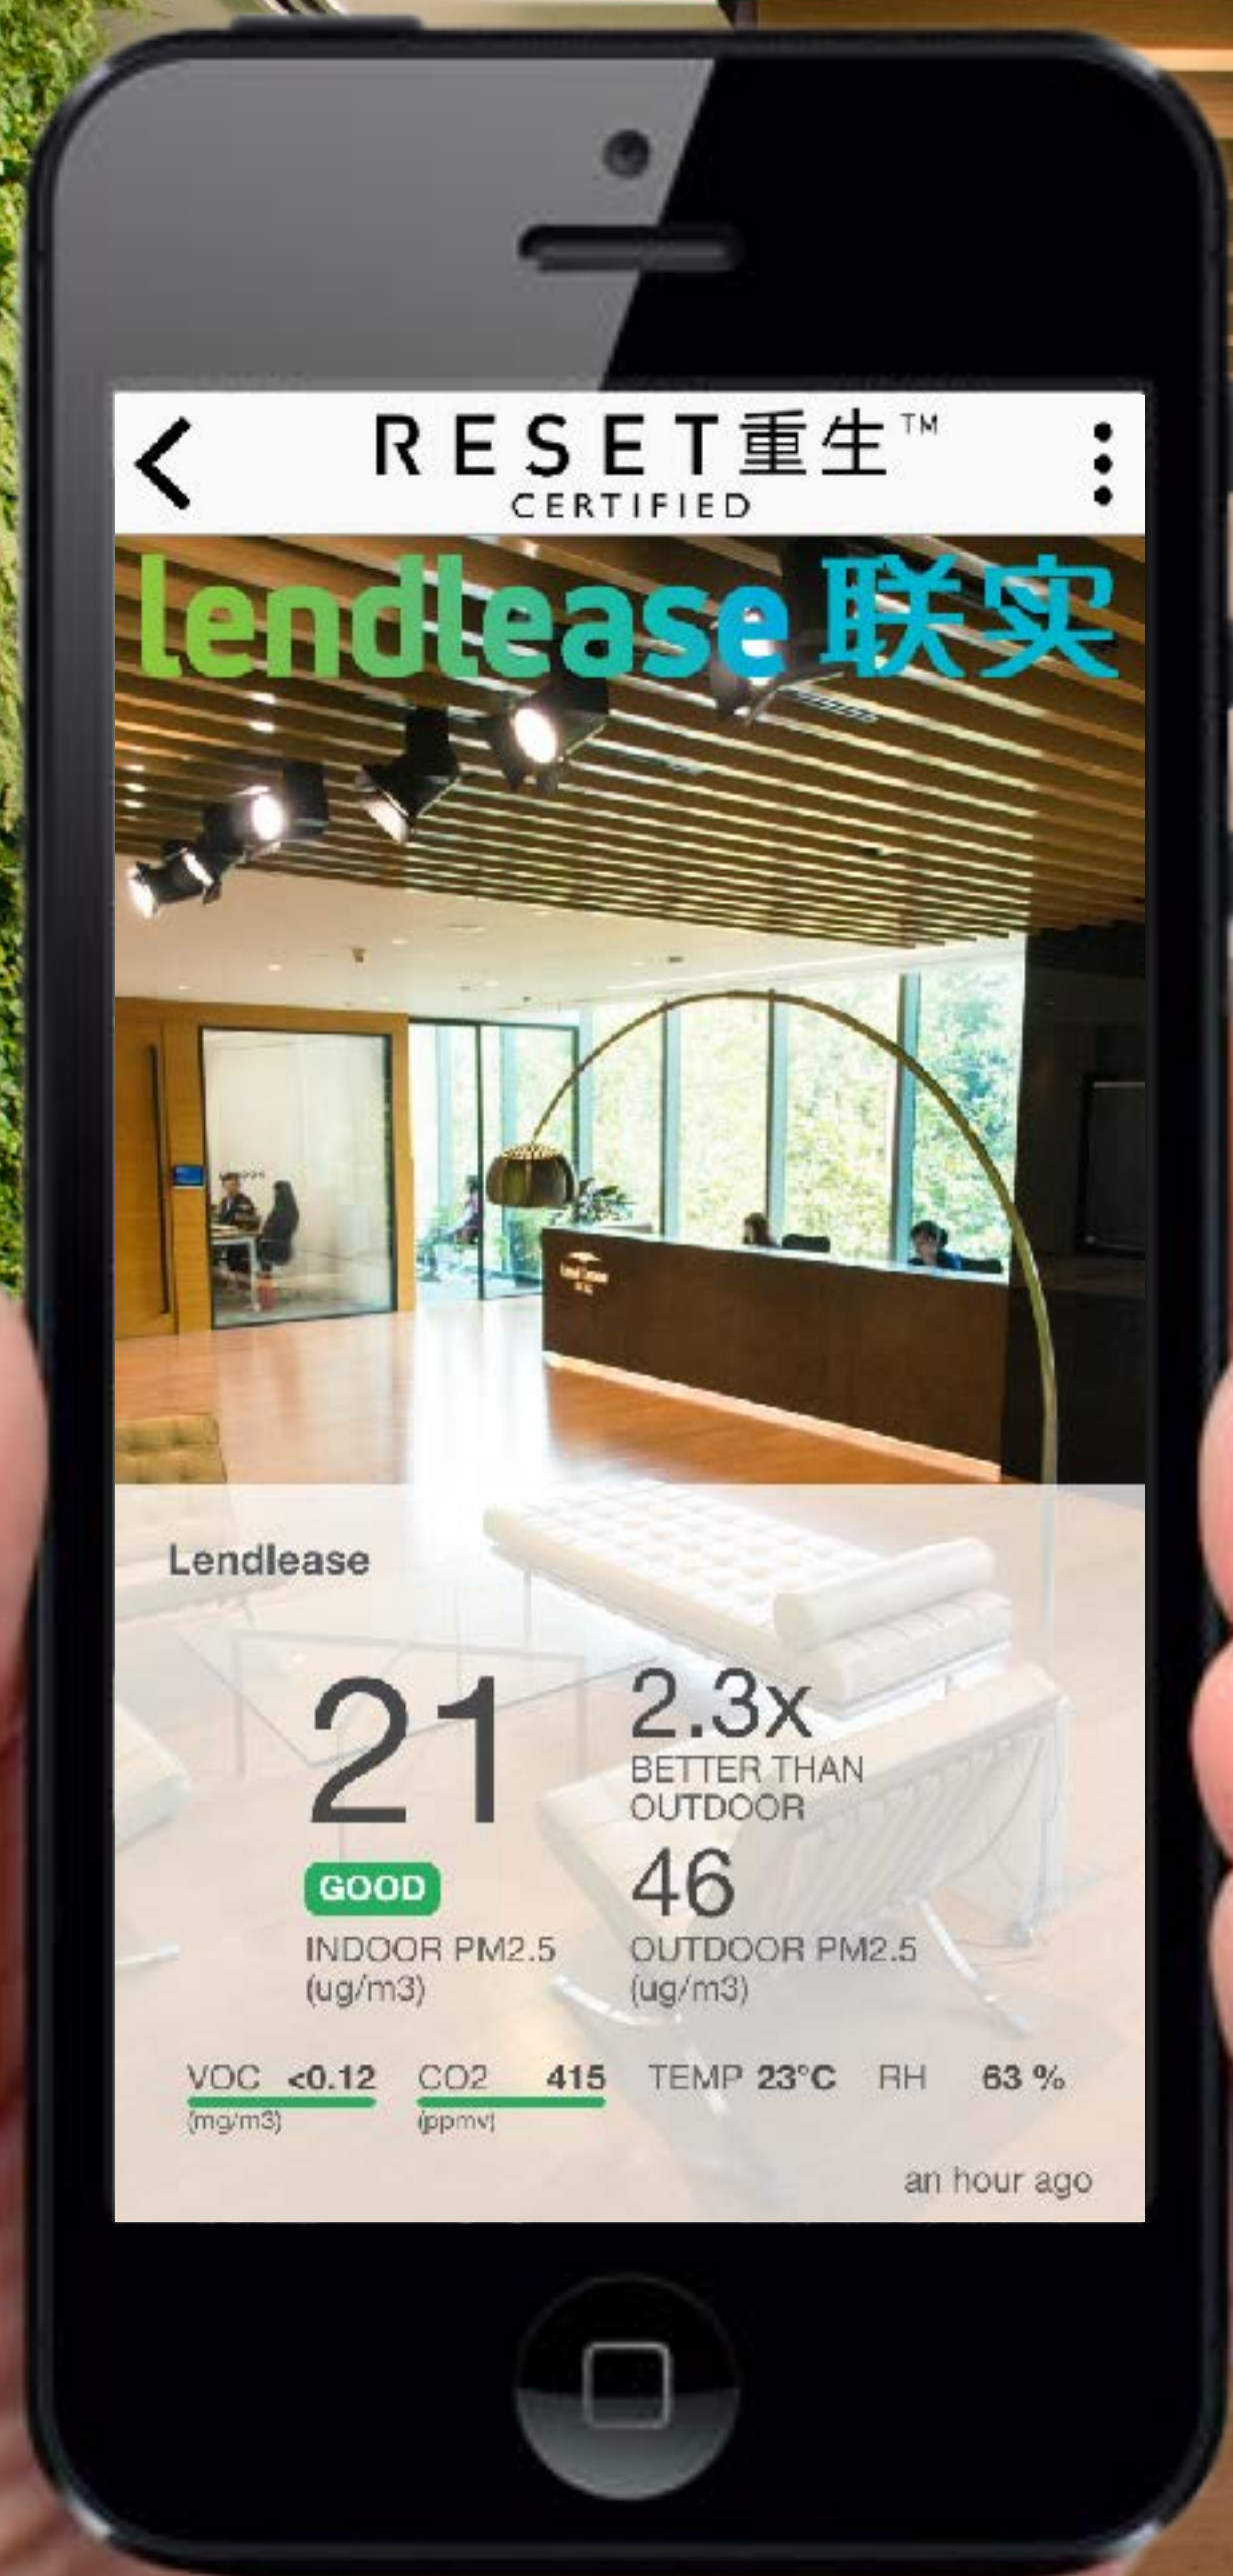 RESET重生™
CERTIFIED
lendlease 联实
Lendlease
21
2.3x
BETTER THAN
OUTDOOR
GOOD
46
INDOOR PM2.5
(ug/m3)
OUTDOOR PM2.5
(ug/m3)
VOC <0.12 CO2 415 TEMP 23°C RH 63 %
(mg/m3) (ppmv)
an hour ago